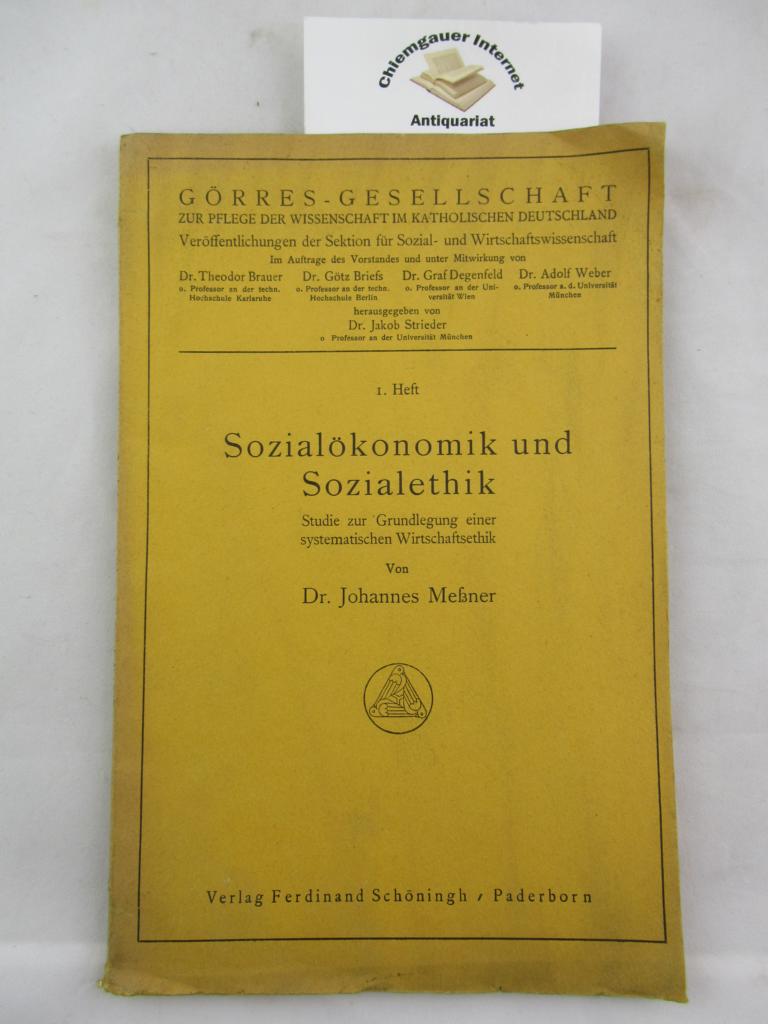 Chiemgauer Internet
Antiquariat
GÖRRES-GESELLSCHAFT
ZUR PFLEGE DER WISSENSCHAFT IM KATHOLISCHEN DEUTSCHLAND
Veröffentlichungen der Sektion für Sozial- und Wirtschaftswissenschaft
Im Auftrage des Vorstandes und unter Mitwirkung von
Dr. Theodor Brauer Dr. Götz Briefs Dr. Graf Degenfeld Dr. Adolf Weber
o. Professor an der techn. o. Professor an der techn. o. Professor an der Uni- o. Professor a. d. Universität
Hochschule Karlsruhe Hochschule Berlin versität Wien München
herausgegeben von
Dr. Jakob Strieder
o Professor an der Universität München
1. Heft
Sozialökonomik und
Sozialethik
Studie zur Grundlegung einer
systematischen Wirtschaftsethik
Von
Dr. Johannes Meßner
Verlag Ferdinand Schöningh / Paderborn